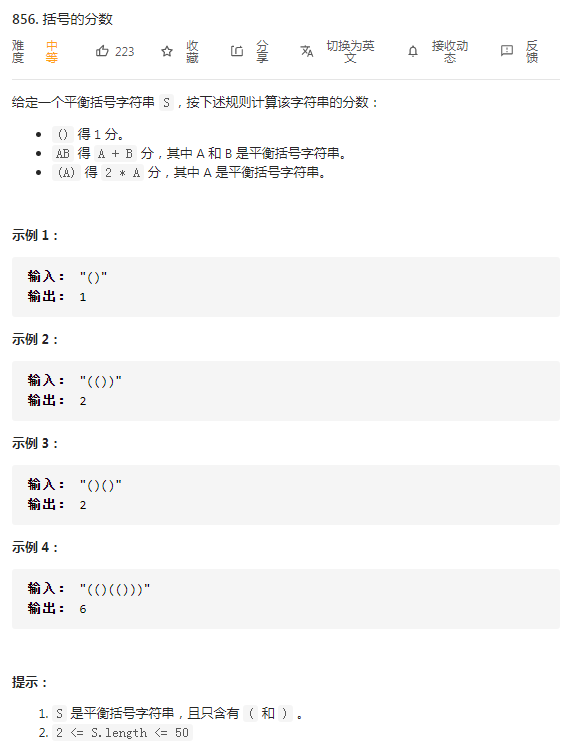 856. 括号的分数
难度 中等 223 收藏 分享 切换为英文 接收动态 反馈
给定一个平衡括号字符串 S，按下述规则计算该字符串的分数：
() 得 1 分。
AB 得 A + B 分，其中 A 和 B 是平衡括号字符串。
(A) 得 2 * A 分，其中 A 是平衡括号字符串。
示例 1：
输入： "()"
输出： 1
示例 2：
输入： "(())"
输出： 2
示例 3：
输入： "()()"
输出： 2
示例 4：
输入： "(()(()))"
输出： 6
提示：
1. S 是平衡括号字符串，且只含有 ( 和 ) 。
2. 2 <= S.length <= 50